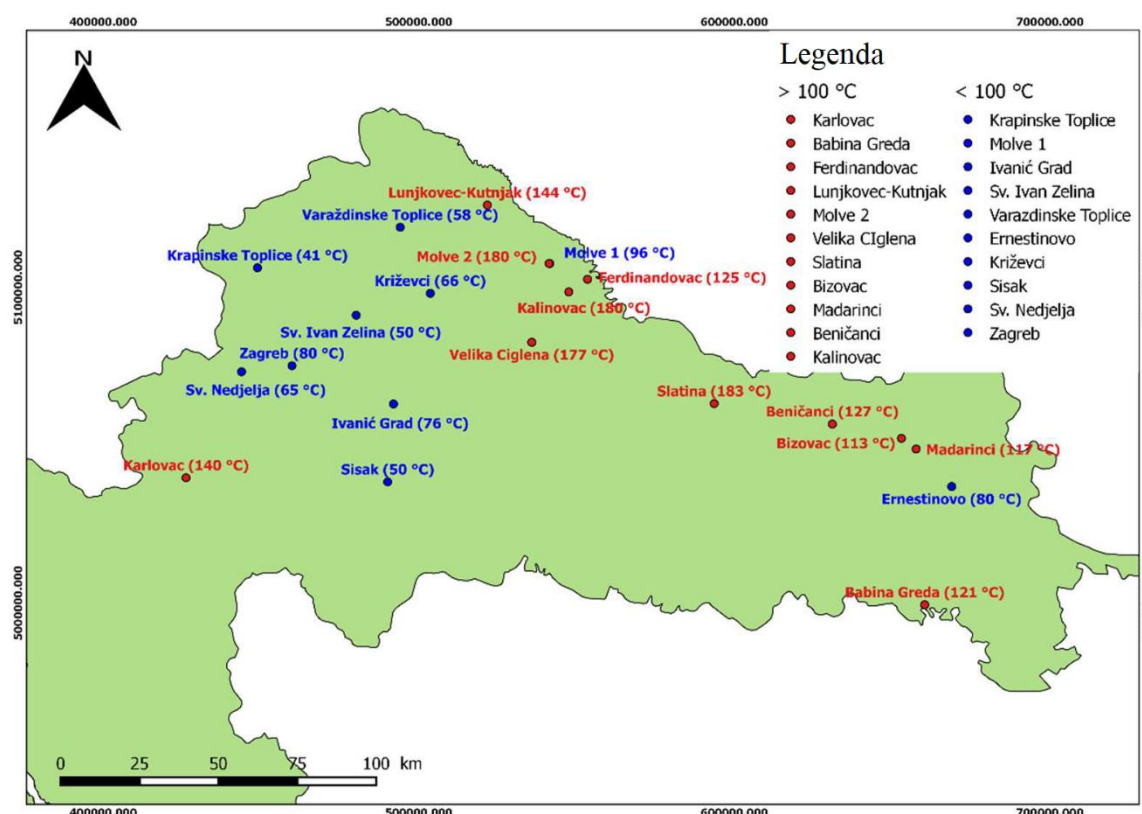 400000.000 500000.000 600000.000 700000.000
N
Legenda
> 100 °C
Karlovac
Babina Greda
Ferdinandovac
Lunjkovec-Kutnjak
Molve 2
Velika CIglena
Slatina
Bizovac
Madarinci
Beničanci
Kalinovac
< 100 °C
Krapinske Toplice
Molve 1
Ivanić Grad
Sv. Ivan Zelina
Varazdinske Toplice
Ernestinovo
Križevci
Sisak
Sv. Nedjelja
Zagreb
Lunjkovec-Kutnjak (144 °C)
Varaždinske Toplice (58 °C)
Krapinske Toplice (41 °C)
Molve 2 (180 °C)
Molve 1 (96 °C)
Ferdinandovac (125 °C)
Križevci (66 °C)
Kalinovac (180 °C)
Sv. Ivan Zelina (50 °C)
Velika Ciglena (177 °C)
Zagreb (80 °C)
Sv. Nedjelja (65 °C)
Slatina (183 °C)
Ivanić Grad (76 °C)
Beničanci (127 °C)
Bizovac (113 °C)
Madarinci (117 °C)
Karlovac (140 °C)
Sisak (50 °C)
Ernestinovo (80 °C)
Babina Greda (121 °C)
5100000.000
5000000.000
5100000.000
5000000.000
0 25 50 75 100 km
400000.000 500000.000 600000.000 700000.000